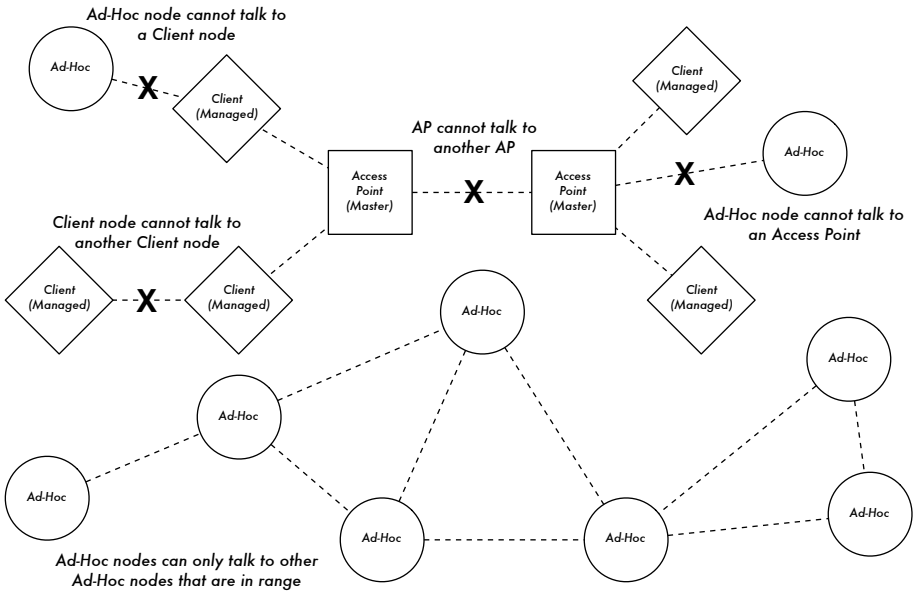 Ad-Hoc node cannot talk to
a Client node
Ad-Hoc
X
Client
(Managed)
Client
(Managed)
AP cannot talk to
another AP
Access
Point
(Master)
X
Access
Point
(Master)
X
Ad-Hoc
Ad-Hoc node cannot talk to
an Access Point
Client node cannot talk to
another Client node
Client
(Managed)
X
Client
(Managed)
Client
(Managed)
Ad-Hoc
Ad-Hoc
Ad-Hoc
Ad-Hoc
Ad-Hoc
Ad-Hoc
Ad-Hoc
Ad-Hoc nodes can only talk to other
Ad-Hoc nodes that are in range